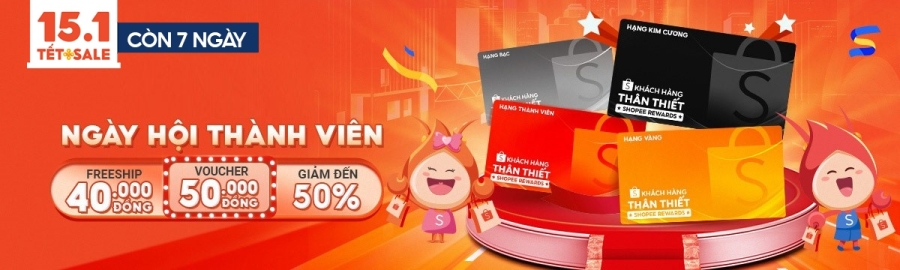 15.1
TẾT SALE
CÒN 7 NGÀY
NGÀY HỘI THÀNH VIÊN
FREESHIP
40.000
ĐỒNG
VOUCHER
50.000
ĐỒNG
GIẢM ĐẾN
50%
HẠNG BẠC
S KHÁCH HÀNG
HẠNG KIM CƯƠNG
S KHÁCH HÀNG
THÂN THIẾT
SHOPEE REWARDS
HẠNG THÀNH VIÊN
S KHÁCH HÀNG
THÂN THIẾT
SHOPEE REWARDS
HẠNG VÀNG
S KHÁCH HÀNG
THÂN THIẾT
SHOPEE REWARDS
S
S